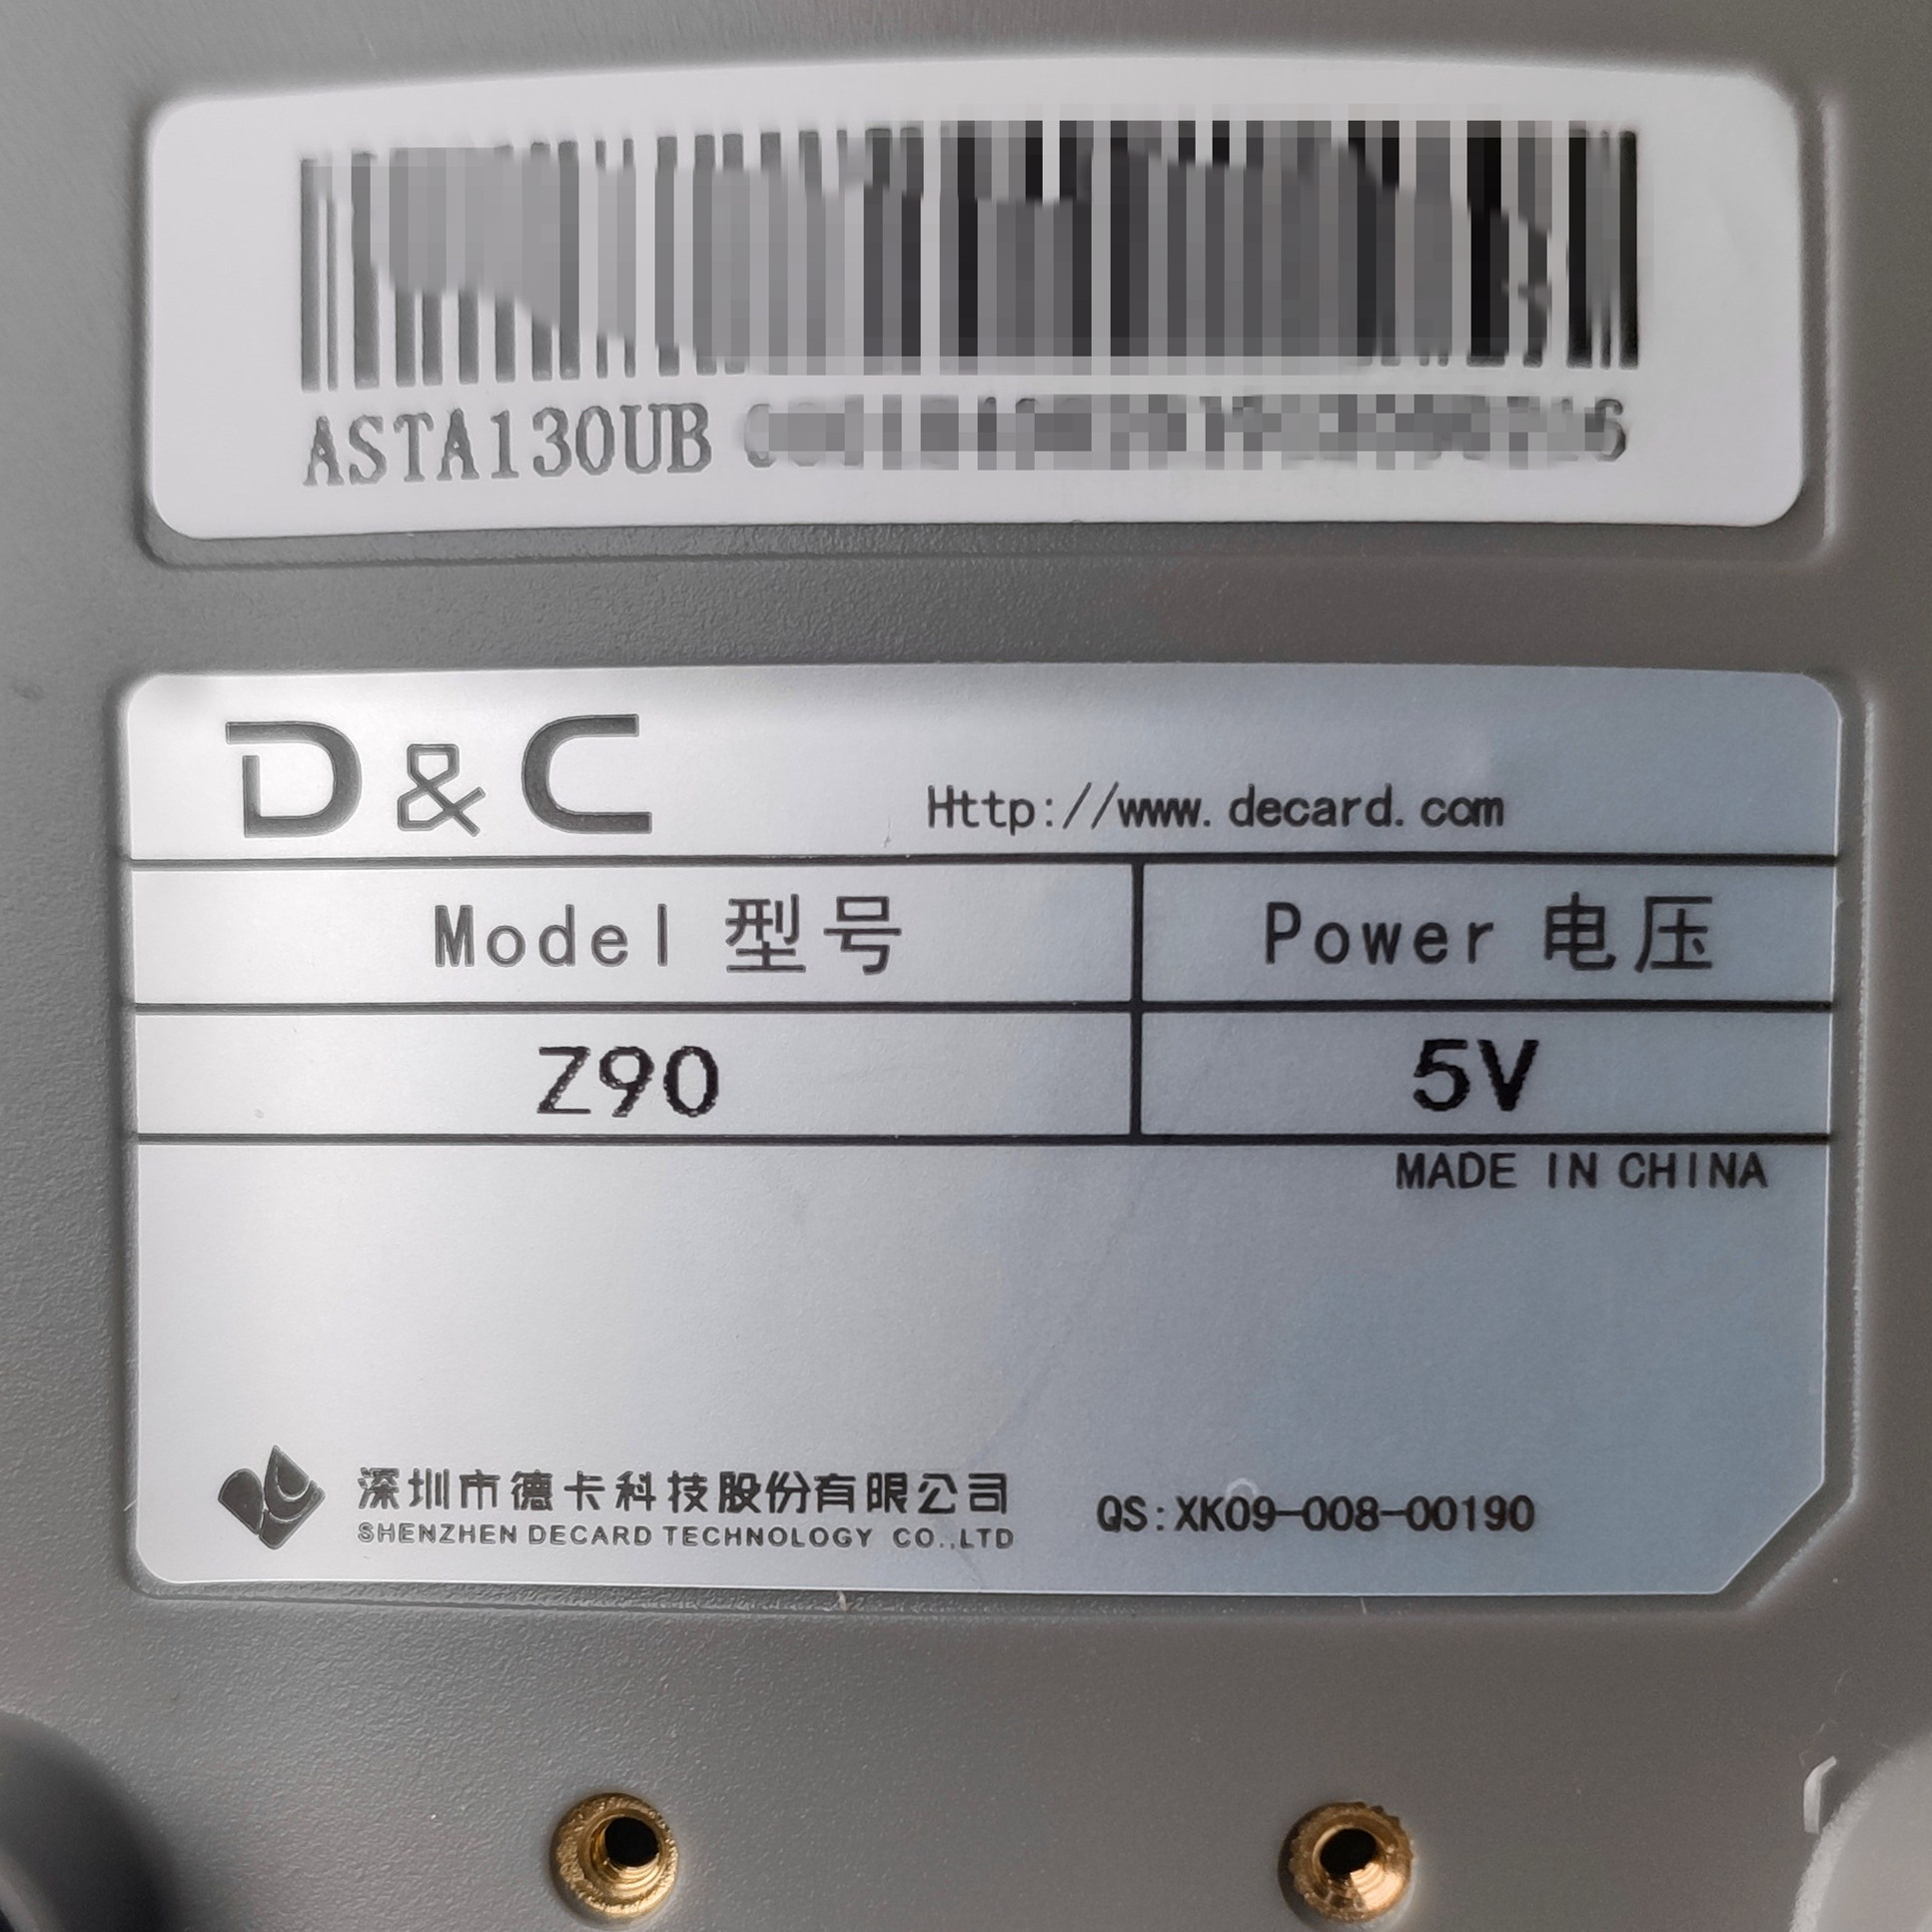 ASTA130UB
D&C
Http://www.decard.com
Model 型号 Power 电压
Z90 5V
MADE IN CHINA
深圳市德卡科技股份有限公司
SHENZHEN DECARD TECHNOLOGY CO.,LTD
QS:XK09-008-00190